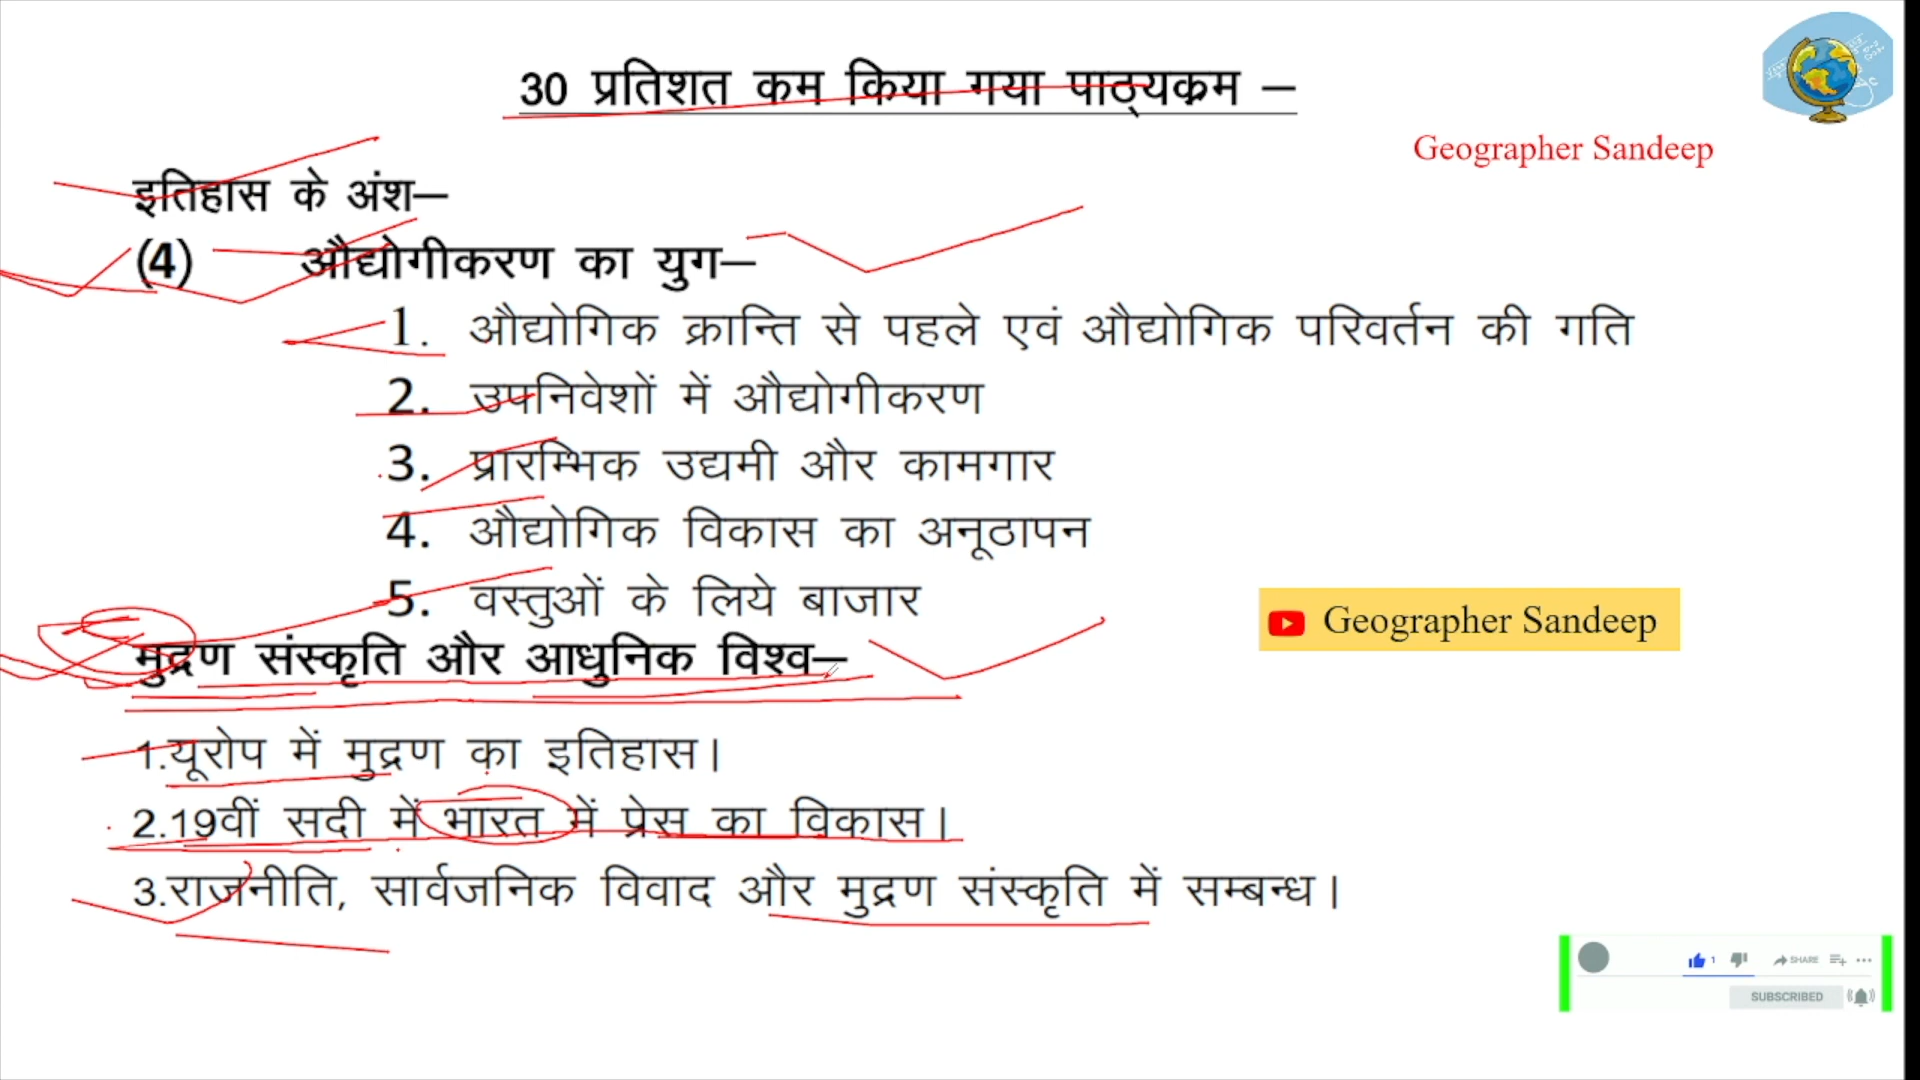 30 प्रतिशत कम किया गया पाठ्यक्रम –
Geographer Sandeep
इतिहास के अंश–
(4) औद्योगीकरण का युग–
1. औद्योगिक क्रान्ति से पहले एवं औद्योगिक परिवर्तन की गति
2. उपनिवेशों में औद्योगीकरण
3. प्रारम्भिक उद्यमी और कामगार
4. औद्योगिक विकास का अनूठापन
5. वस्तुओं के लिये बाजार
Geographer Sandeep
मुद्रण संस्कृति और आधुनिक विश्व–
1.यूरोप में मुद्रण का इतिहास।
2.19वीं सदी में भारत में प्रेस का विकास।
3.राजनीति, सार्वजनिक विवाद और मुद्रण संस्कृति में सम्बन्ध।
1 SHARE
SUBSCRIBED